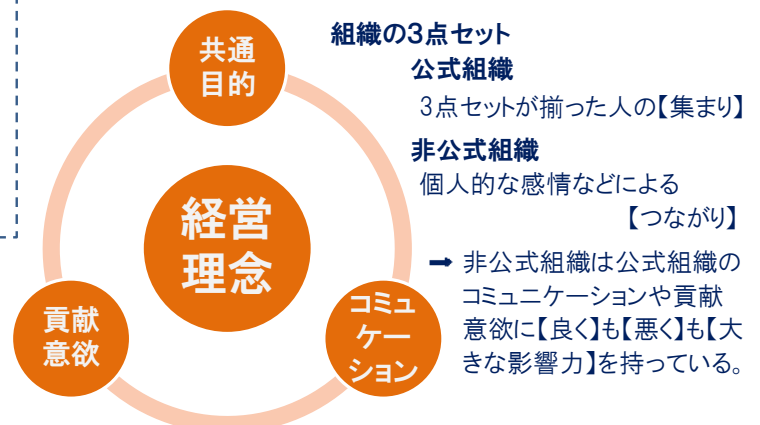 共通
目的
経営
理念
貢献
意欲
コミュ
ケー
ション
組織の3点セット
公式組織
3点セットが揃った人の【集まり】
非公式組織
個人的な感情などによる
【つながり】
➡ 非公式組織は公式組織の
コミュニケーションや貢献
意欲に【良く】も【悪く】も【大
きな影響力】を持っている。